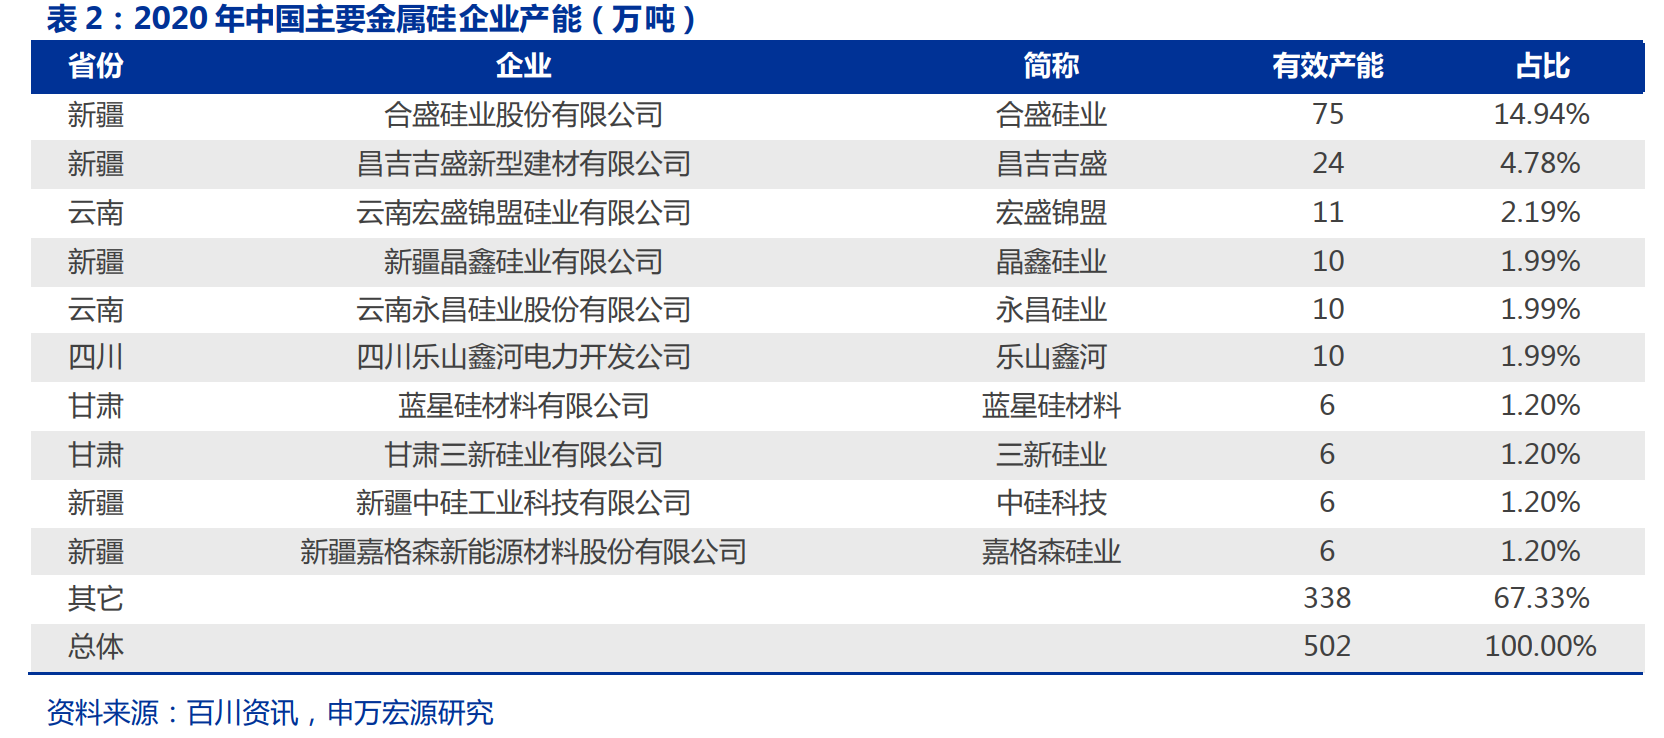 表 2：2020 年中国主要金属硅企业产能（万吨）
省份 企业 简称 有效产能 占比
新疆 合盛硅业股份有限公司 合盛硅业 75 14.94%
新疆 昌吉吉盛新型建材有限公司 昌吉吉盛 24 4.78%
云南 云南宏盛锦盟硅业有限公司 宏盛锦盟 11 2.19%
新疆 新疆晶鑫硅业有限公司 晶鑫硅业 10 1.99%
云南 云南永昌硅业股份有限公司 永昌硅业 10 1.99%
四川 四川乐山鑫河电力开发公司 乐山鑫河 10 1.99%
甘肃 蓝星硅材料有限公司 蓝星硅材料 6 1.20%
甘肃 甘肃三新硅业有限公司 三新硅业 6 1.20%
新疆 新疆中硅工业科技有限公司 中硅科技 6 1.20%
新疆 新疆嘉格森新能源材料股份有限公司 嘉格森硅业 6 1.20%
其它 338 67.33%
总体 502 100.00%
资料来源：百川资讯，申万宏源研究